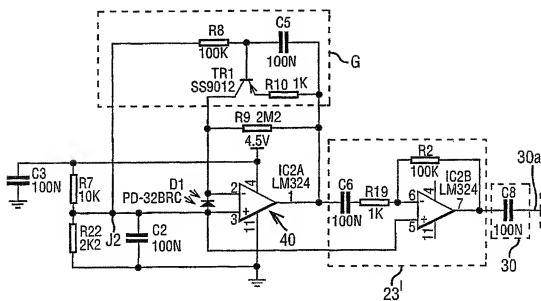 R8
100K
C5
100N
G
TR1
SS9012
R10 1K
R9 2M2
4.5V
C3
100N
R7
10K
D1
PD-32BRC
2
4
IC2A
LM324
1
3
11
40
R2
100K
C6
100N
R19
1K
6
4
IC2B
LM324
7
5
11
C8
100N
30a
30
R22
2K2
J2
C2
100N
23'